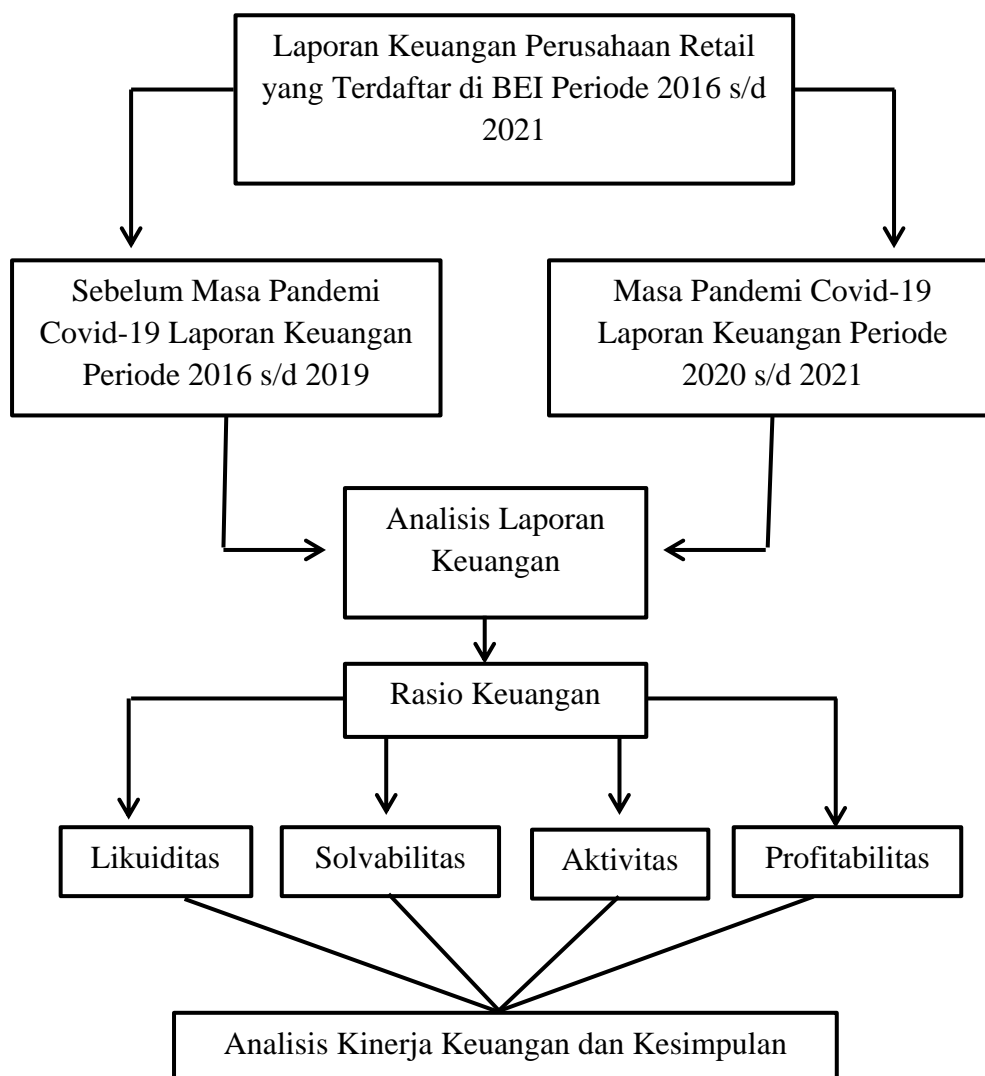 Laporan Keuangan Perusahaan Retail
yang Terdaftar di BEI Periode 2016 s/d
2021
Sebelum Masa Pandemi
Covid-19 Laporan Keuangan
Periode 2016 s/d 2019
Masa Pandemi Covid-19
Laporan Keuangan Periode
2020 s/d 2021
Analisis Laporan
Keuangan
Rasio Keuangan
Likuiditas
Solvabilitas
Aktivitas
Profitabilitas
Analisis Kinerja Keuangan dan Kesimpulan